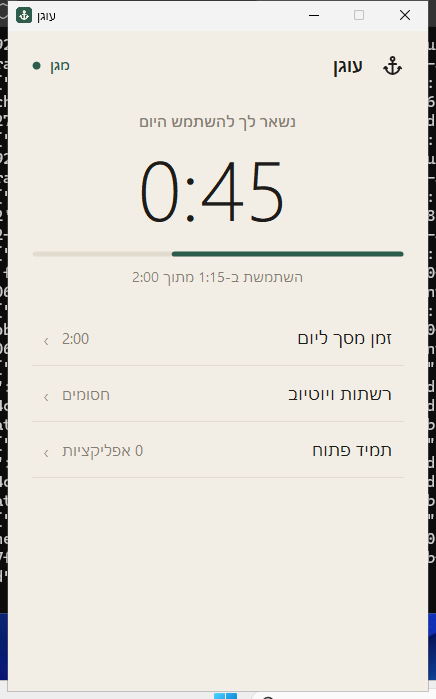 עוגן
עוגן
מגן
נשאר לך להשתמש היום
0:45
השתמשת ב-1:15 מתוך 2:00
זמן מסך ליום
2:00
רשתות ויוטיוב
חסומים
תמיד פתוח
0 אפליקציות